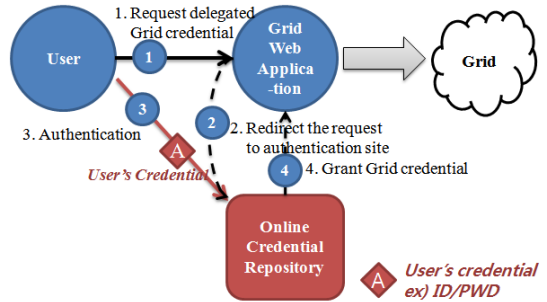 1. Request delegated
Grid credential
User
1
Grid
Web
Applica
-tion
Grid
3
2
3. Authentication
2. Redirect the request
to authentication site
A
User's Credential
4
4. Grant Grid credential
Online
Credential
Repository
A
User's credential
ex) ID/PWD